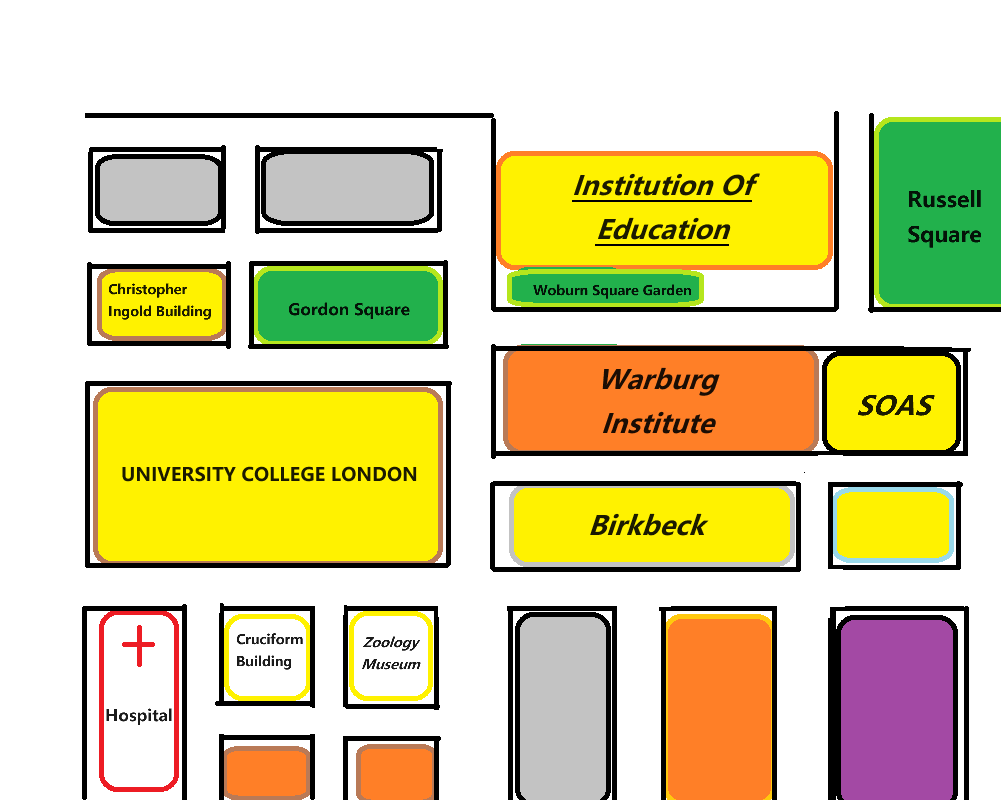 Institution Of
Education
Russell
Square
Woburn Square Garden
Christopher
Ingold Building
Gordon Square
Warburg
Institute
SOAS
UNIVERSITY COLLEGE LONDON
Birkbeck
Hospital
Cruciform
Building
Zoology
Museum